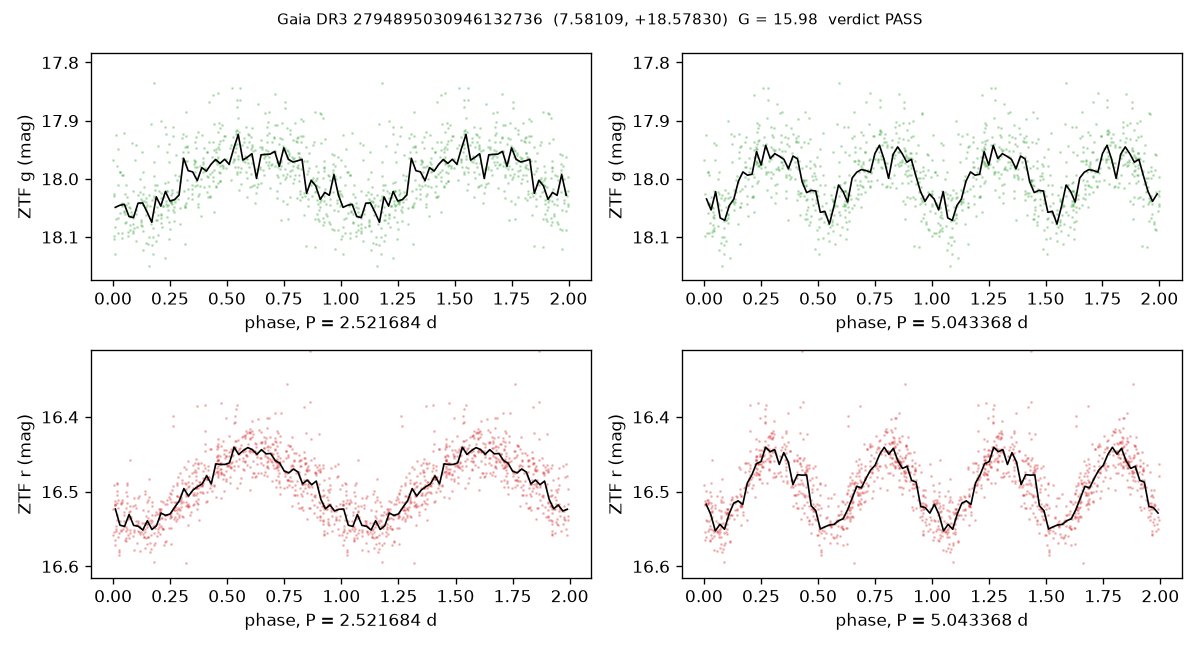 Gaia DR3 2794895030946132736  (7.58109, +18.57830)  G = 15.98  verdict PASS
ZTF g (mag)
17.8
17.9
18.0
18.1
0.00 0.25 0.50 0.75 1.00 1.25 1.50 1.75 2.00
phase, P = 2.521684 d
ZTF g (mag)
17.8
17.9
18.0
18.1
0.00 0.25 0.50 0.75 1.00 1.25 1.50 1.75 2.00
phase, P = 5.043368 d
ZTF r (mag)
16.4
16.5
16.6
0.00 0.25 0.50 0.75 1.00 1.25 1.50 1.75 2.00
phase, P = 2.521684 d
ZTF r (mag)
16.4
16.5
16.6
0.00 0.25 0.50 0.75 1.00 1.25 1.50 1.75 2.00
phase, P = 5.043368 d